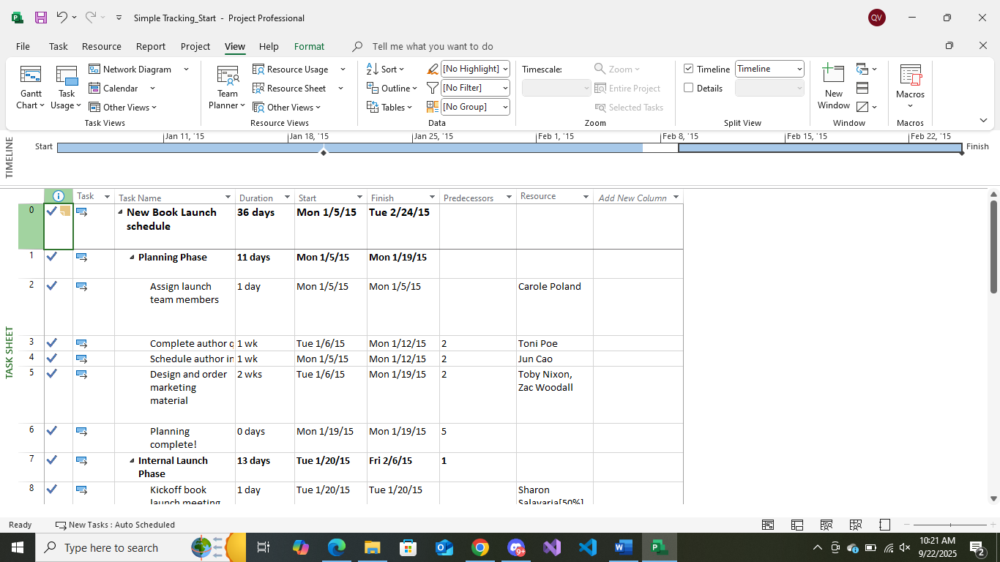 Simple Tracking_Start - Project Professional
QV
File Task Resource Report Project View Help Format Tell me what you want to do
Gantt Chart
Task Usage
Network Diagram
Calendar
Other Views
Task Views
Team Planner
Resource Usage
Resource Sheet
Other Views
Resource Views
Sort
Outline
Tables
[No Highlight]
[No Filter]
[No Group]
Data
Timescale:
Zoom
Entire Project
Selected Tasks
Zoom
Timeline Timeline
Details
Split View
New Window
Window
Macros
Macros
TIMELINE
Jan 11, '15 Jan 18, '15 Jan 25, '15 Feb 1, '15 Feb 8, '15 Feb 15, '15 Feb 22, '15
Start Finish
TASK SHEET
Task Task Name Duration Start Finish Predecessors Resource Add New Column
0 New Book Launch 36 days Mon 1/5/15 Tue 2/24/15
schedule
1 Planning Phase 11 days Mon 1/5/15 Mon 1/19/15
2 Assign launch 1 day Mon 1/5/15 Mon 1/5/15 Carole Poland
team members
3 Complete author q 1 wk Tue 1/6/15 Mon 1/12/15 2 Toni Poe
4 Schedule author in 1 wk Mon 1/5/15 Mon 1/12/15 2 Jun Cao
5 Design and order 2 wks Tue 1/6/15 Mon 1/19/15 2 Toby Nixon,
marketing Zac Woodall
material
6 Planning 0 days Mon 1/19/15 Mon 1/19/15 5
complete!
7 Internal Launch 13 days Tue 1/20/15 Fri 2/6/15 1
Phase
8 Kickoff book 1 day Tue 1/20/15 Tue 1/20/15 Sharon
launch meeting Salavaria[50%]
Ready New Tasks : Auto Scheduled
Type here to search
9+
10:21 AM
9/22/2025
2